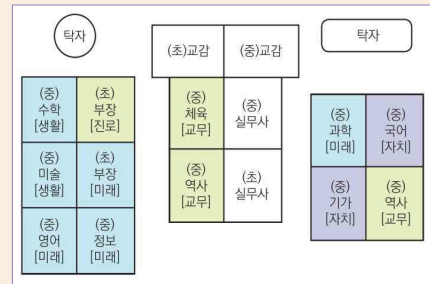 탁자
(초)교감
(중)교감
탁자
(중)
수학
[생활]
(초)
부장
[진로]
(중)
미술
[생활]
(초)
부장
[미래]
(중)
영어
[미래]
(중)
정보
[미래]
(중)
체육
[교무]
(중)
실무사
(중)
역사
[교무]
(초)
실무사
(중)
과학
[미래]
(중)
국어
[자치]
(중)
기가
[자치]
(중)
역사
[교무]